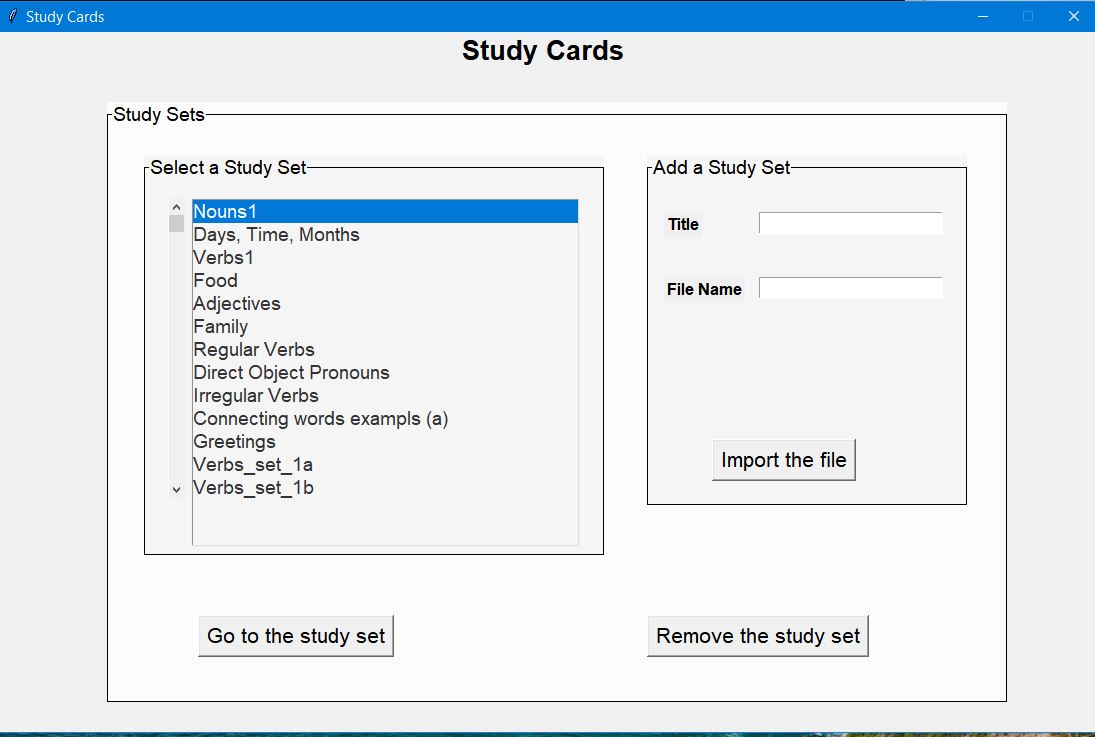 Study Cards
Study Cards
Study Sets
Select a Study Set
Nouns1
Days, Time, Months
Verbs1
Food
Adjectives
Family
Regular Verbs
Direct Object Pronouns
Irregular Verbs
Connecting words exampls (a)
Greetings
Verbs_set_1a
Verbs_set_1b
Add a Study Set
Title
File Name
Import the file
Go to the study set
Remove the study set